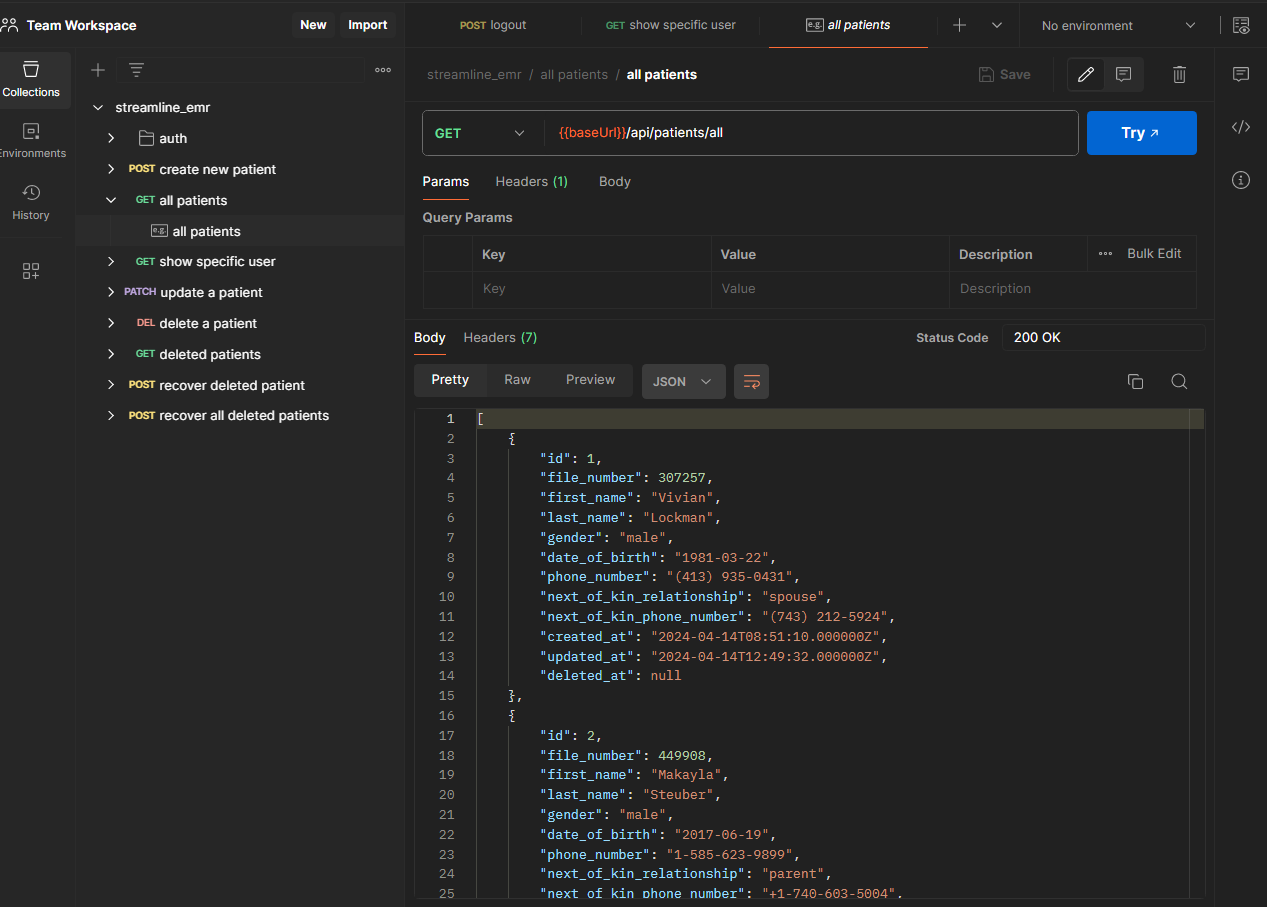 Team Workspace
New
Import
POST logout
GET show specific user
e.g. all patients
No environment
Collections
Environments
History
streamline_emr
auth
POST create new patient
GET all patients
e.g. all patients
GET show specific user
PATCH update a patient
DEL delete a patient
GET deleted patients
POST recover deleted patient
POST recover all deleted patients
streamline_emr / all patients / all patients
Save
GET
{{baseUrl}}/api/patients/all
Try
Params
Headers (1)
Body
Query Params
Key
Value
Description
Bulk Edit
Key
Value
Description
Body
Headers (7)
Status Code
200 OK
Pretty
Raw
Preview
JSON
1 [
2 {
3 "id": 1,
4 "file_number": 307257,
5 "first_name": "Vivian",
6 "last_name": "Lockman",
7 "gender": "male",
8 "date_of_birth": "1981-03-22",
9 "phone_number": "(413) 935-0431",
10 "next_of_kin_relationship": "spouse",
11 "next_of_kin_phone_number": "(743) 212-5924",
12 "created_at": "2024-04-14T08:51:10.000000Z",
13 "updated_at": "2024-04-14T12:49:32.000000Z",
14 "deleted_at": null
15 },
16 {
17 "id": 2,
18 "file_number": 449908,
19 "first_name": "Makayla",
20 "last_name": "Steuber",
21 "gender": "male",
22 "date_of_birth": "2017-06-19",
23 "phone_number": "1-585-623-9899",
24 "next_of_kin_relationship": "parent",
25 "next_of_kin_phone_number": "+1-740-603-5004",